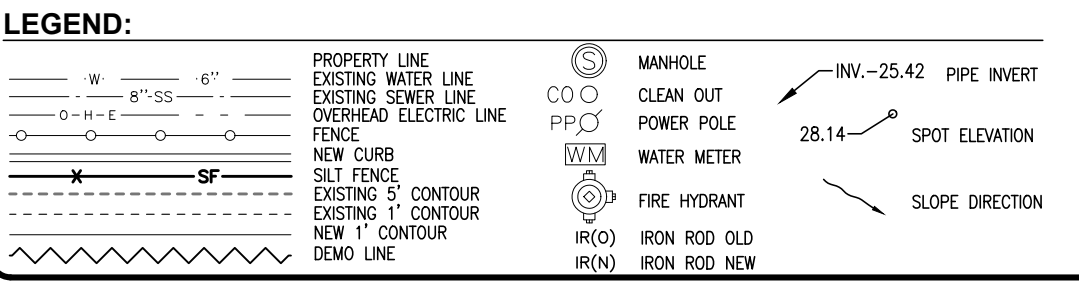 LEGEND:
PROPERTY LINE
·W· ·6'' EXISTING WATER LINE
8''-SS EXISTING SEWER LINE
O-H-E OVERHEAD ELECTRIC LINE
FENCE
NEW CURB
X SF SILT FENCE
EXISTING 5' CONTOUR
EXISTING 1' CONTOUR
NEW 1' CONTOUR
DEMO LINE
S MANHOLE
CO CLEAN OUT
PP POWER POLE
WM WATER METER
FIRE HYDRANT
IR(O) IRON ROD OLD
IR(N) IRON ROD NEW
INV.-25.42 PIPE INVERT
28.14 SPOT ELEVATION
SLOPE DIRECTION